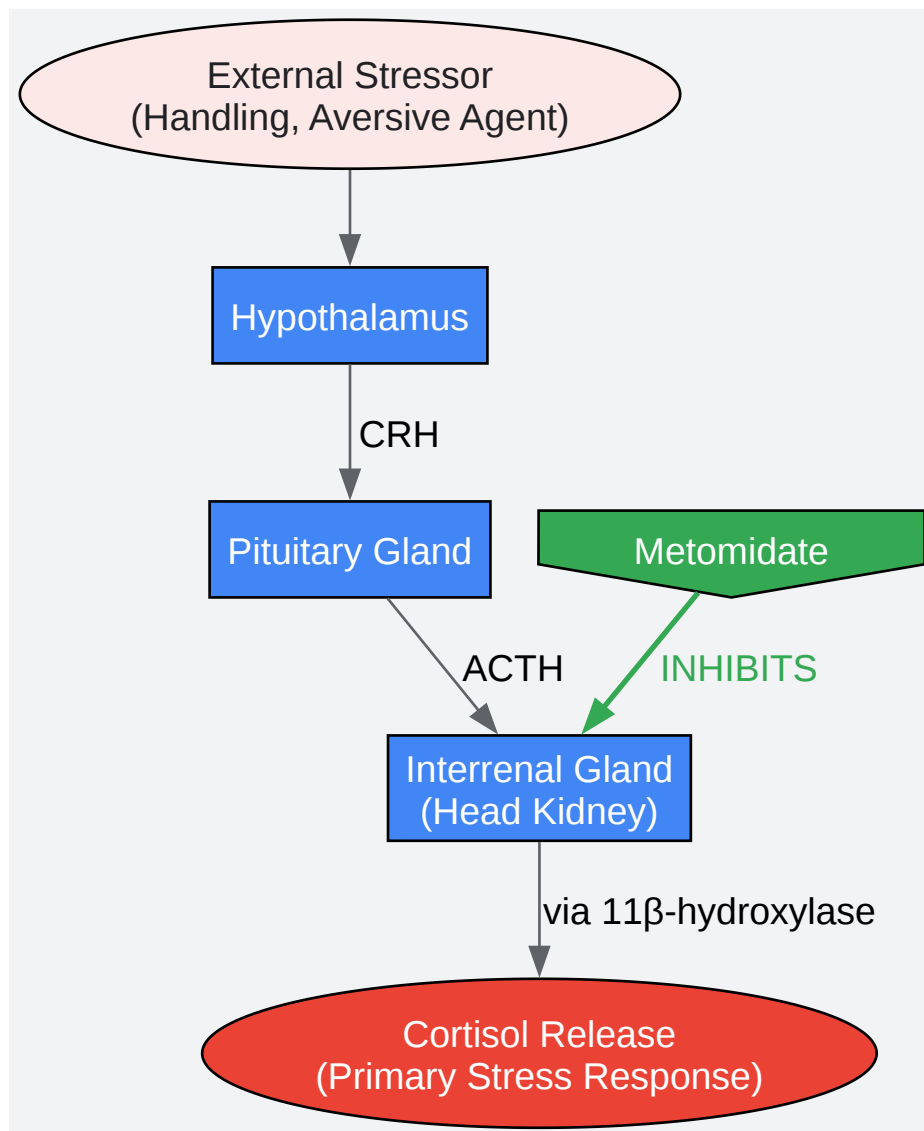 External Stressor
(Handling, Aversive Agent)
Hypothalamus
CRH
Pituitary Gland
Metomidate
ACTH
INHIBITS
Interrenal Gland
(Head Kidney)
via 11β-hydroxylase
Cortisol Release
(Primary Stress Response)